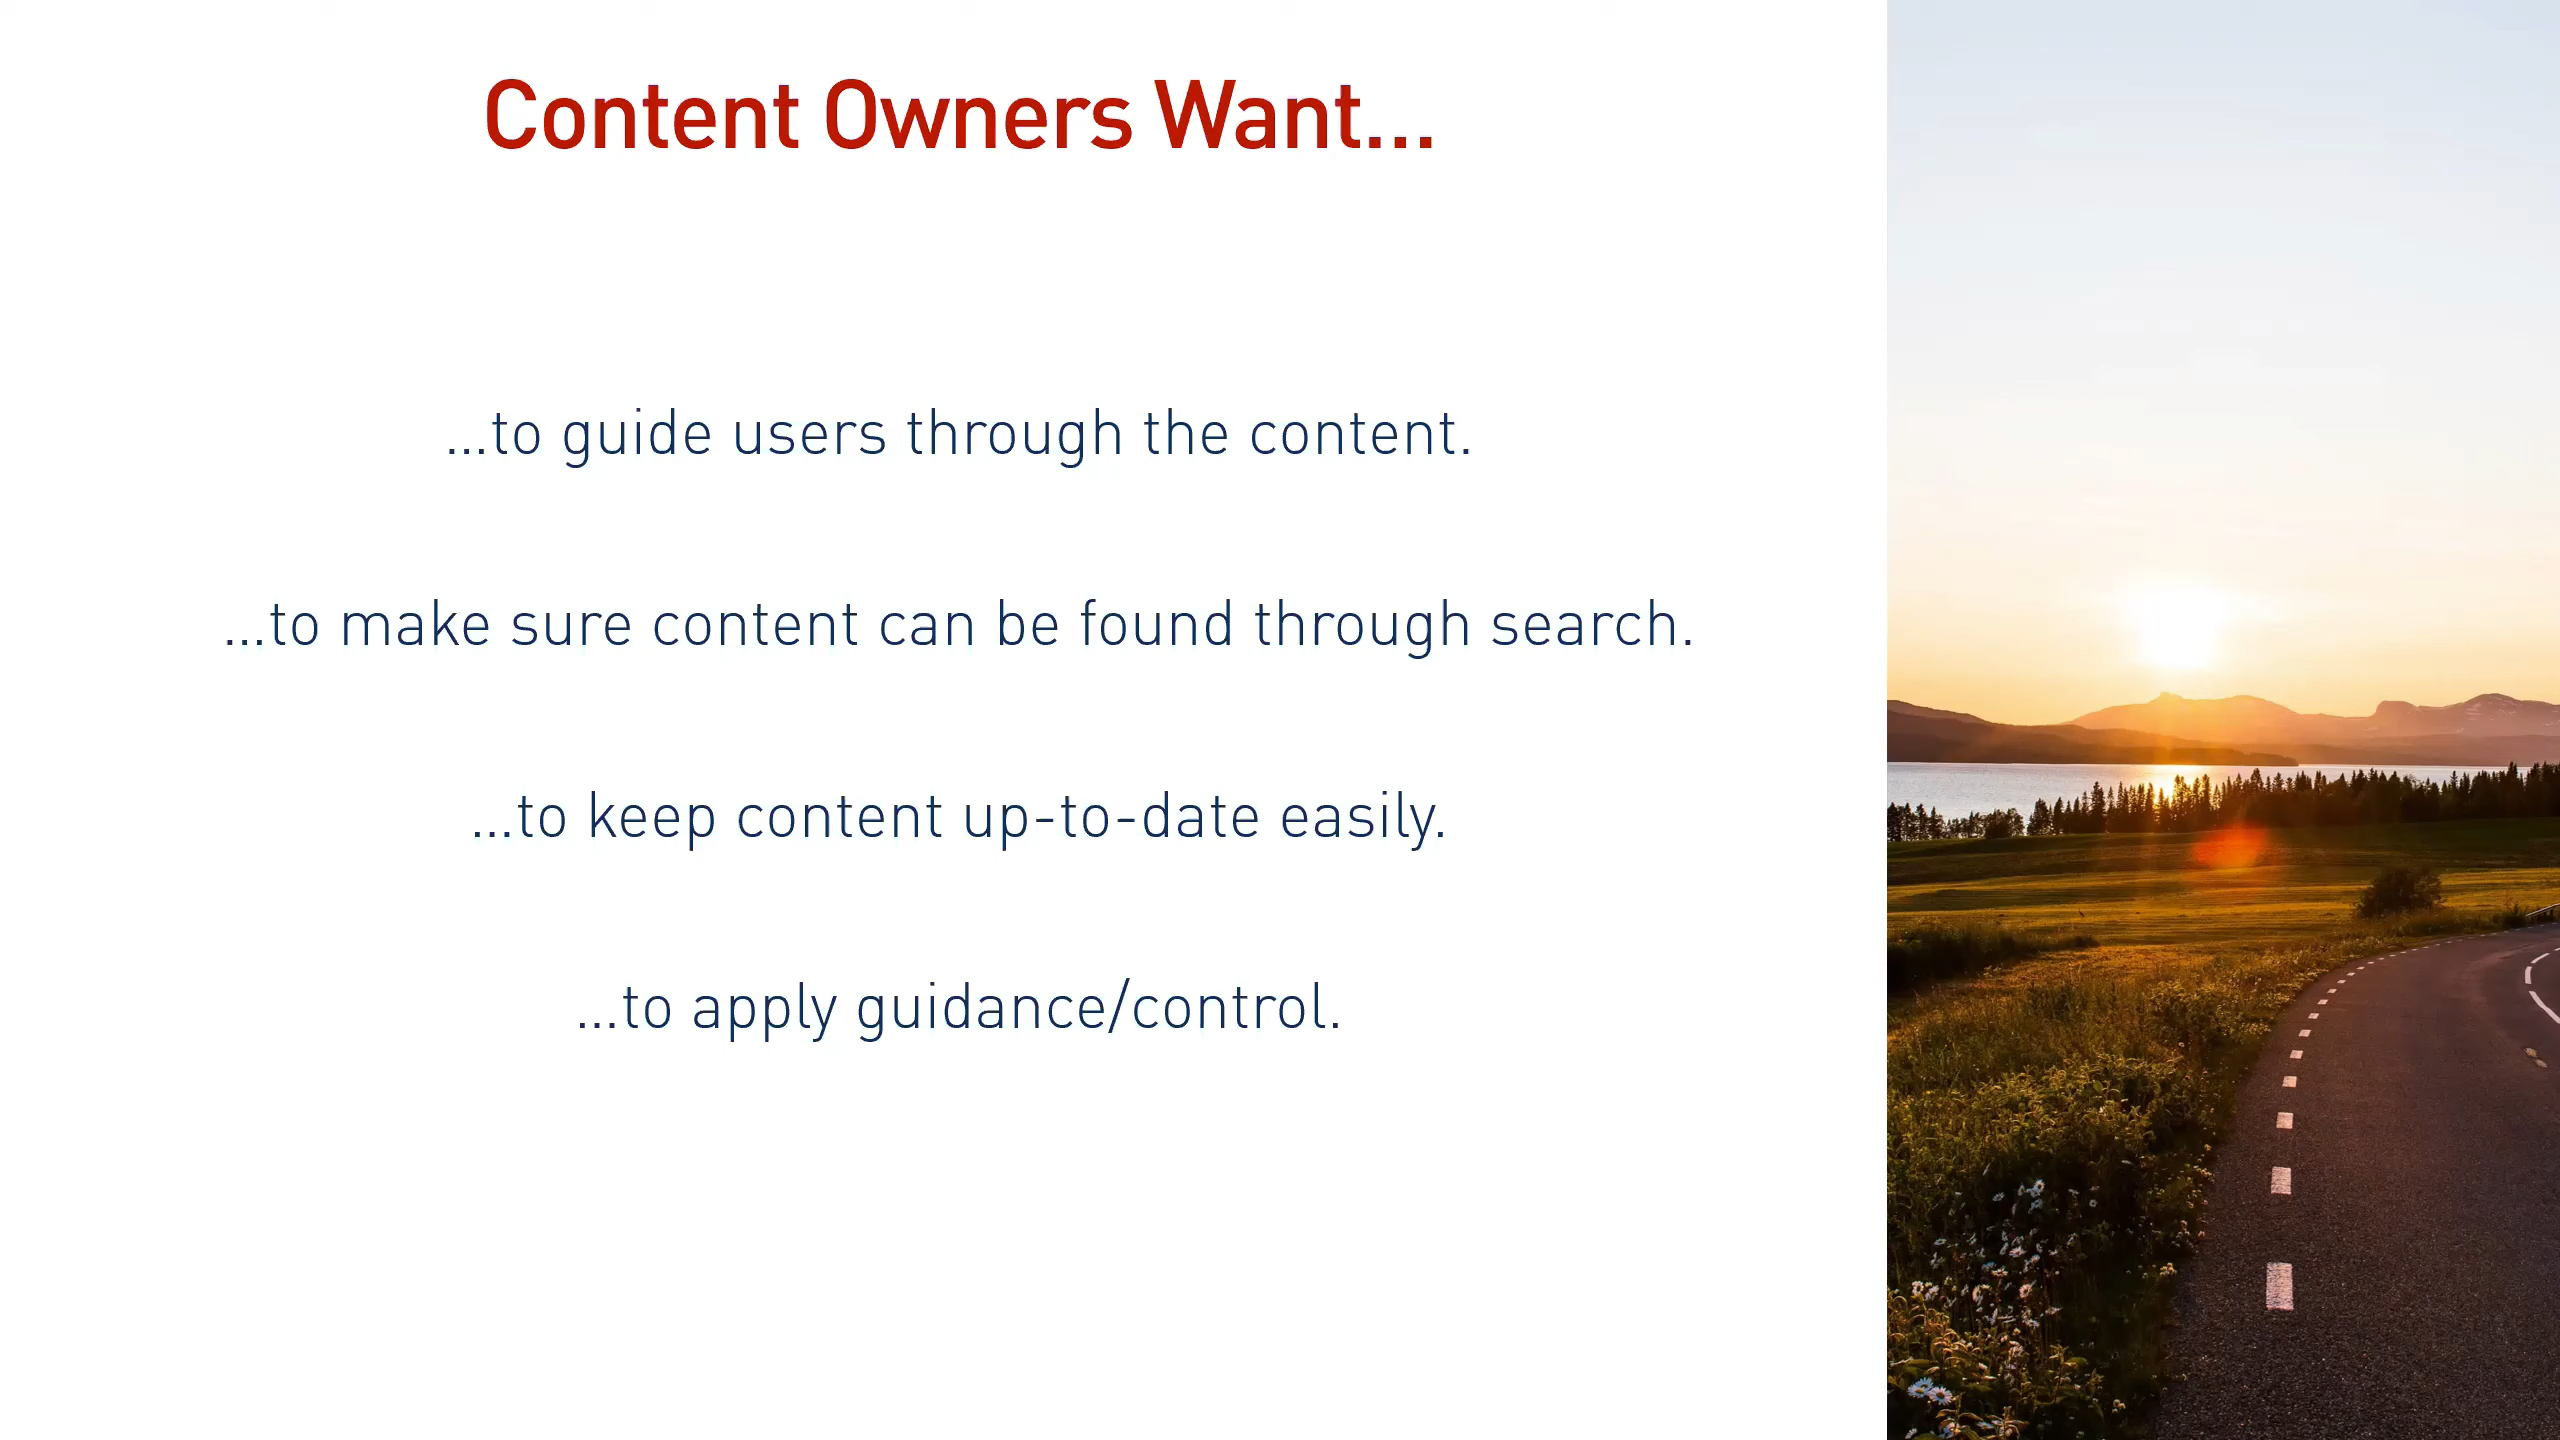 Content Owners Want...
...to guide users through the content.
...to make sure content can be found through search.
...to keep content up-to-date easily.
...to apply guidance/control.